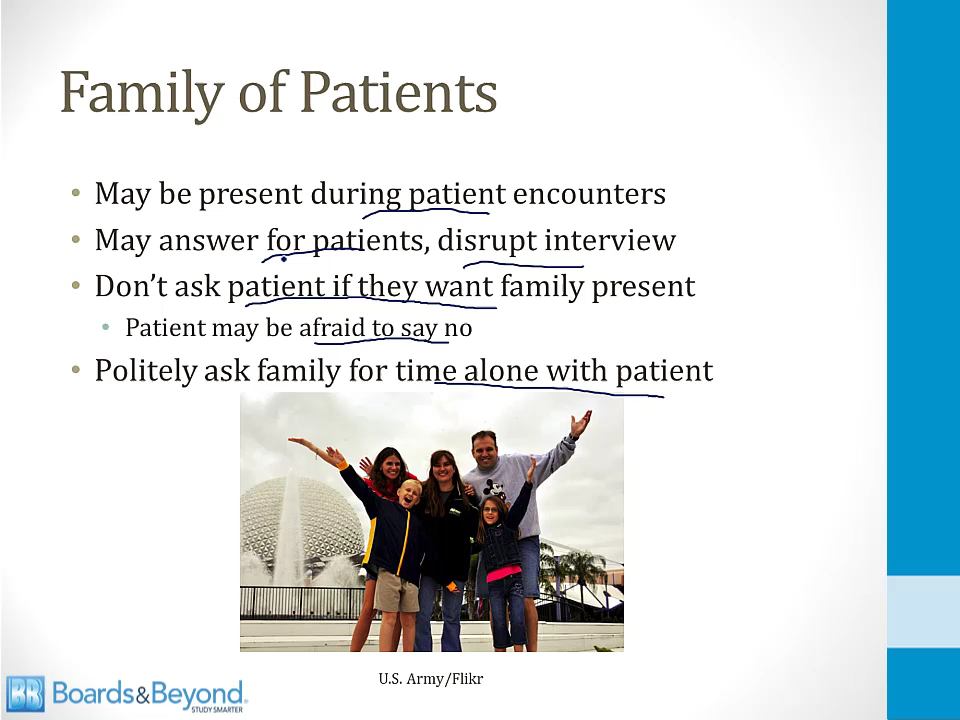 Family of Patients
• May be present during patient encounters
• May answer for patients, disrupt interview
• Don't ask patient if they want family present
• Patient may be afraid to say no
• Politely ask family for time alone with patient
U.S. Army/Flikr
BB Boards&Beyond.
STUDY SMARTER